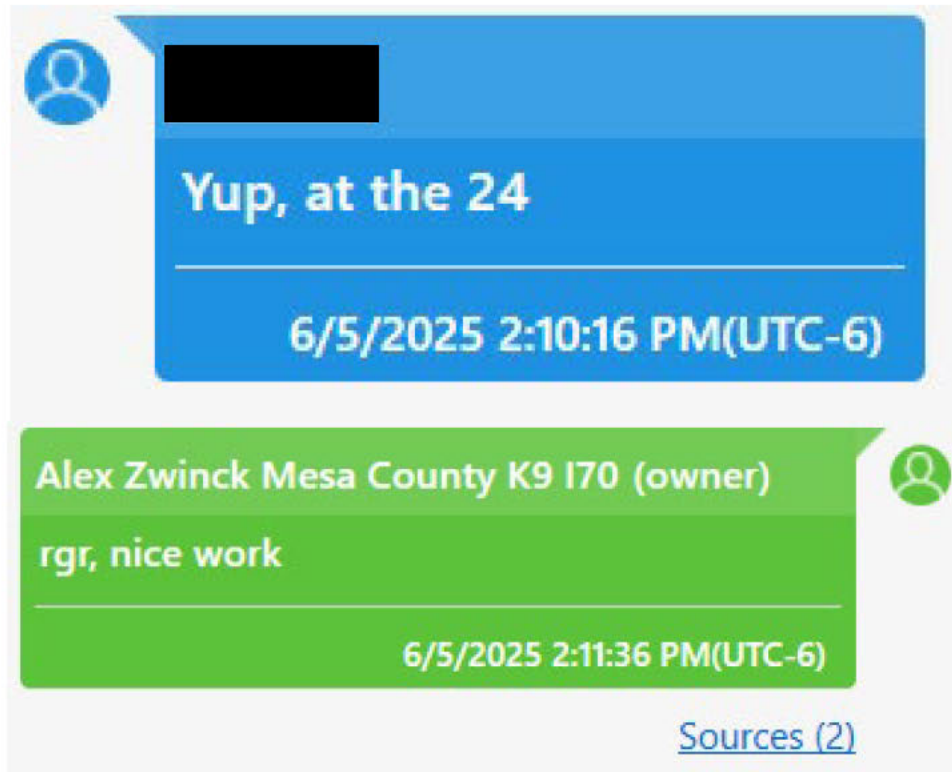 Yup, at the 24
6/5/2025 2:10:16 PM(UTC-6)
Alex Zwinck Mesa County K9 I70 (owner)
rgr, nice work
6/5/2025 2:11:36 PM(UTC-6)
Sources (2)